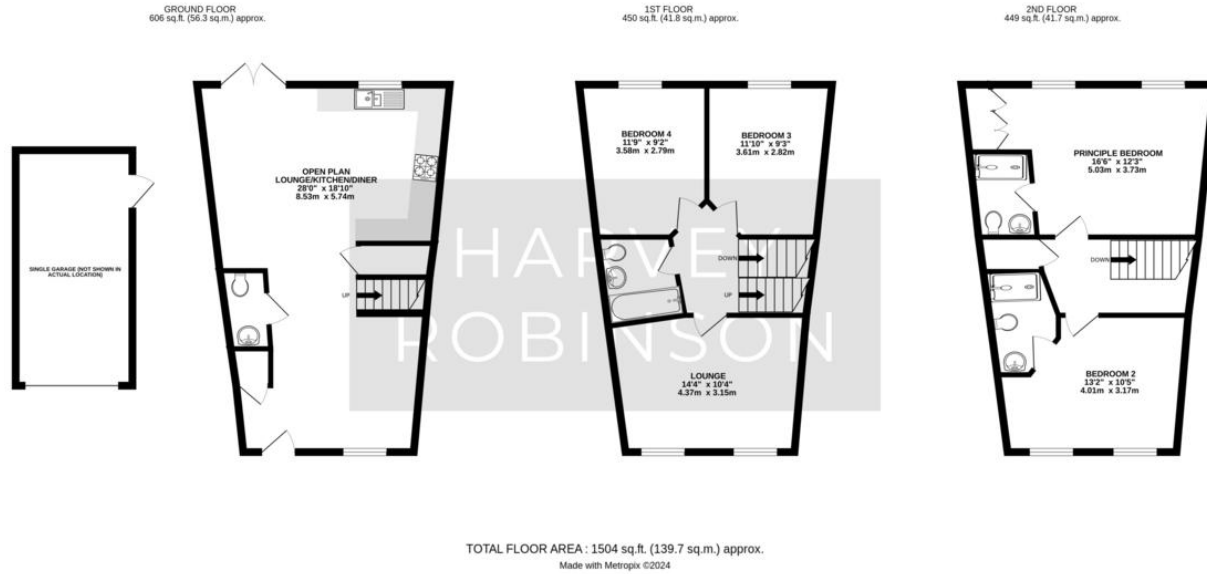 GROUND FLOOR
606 sq.ft. (56.3 sq.m.) approx.
1ST FLOOR
450 sq.ft. (41.8 sq.m.) approx.
2ND FLOOR
449 sq.ft. (41.7 sq.m.) approx.
SINGLE GARAGE (NOT SHOWN IN
ACTUAL LOCATION)
OPEN PLAN
LOUNGE/KITCHEN/DINER
28'0" x 18'10"
8.53m x 5.74m
UP
BEDROOM 4
11'9" x 9'2"
3.58m x 2.79m
BEDROOM 3
11'10" x 9'3"
3.61m x 2.82m
DOWN
UP
LOUNGE
14'4" x 10'4"
4.37m x 3.15m
PRINCIPLE BEDROOM
16'6" x 12'3"
5.03m x 3.73m
DOWN
BEDROOM 2
13'2" x 10'5"
4.01m x 3.17m
HARVEY
ROBINSON
TOTAL FLOOR AREA : 1504 sq.ft. (139.7 sq.m.) approx.
Made with Metropix ©2024